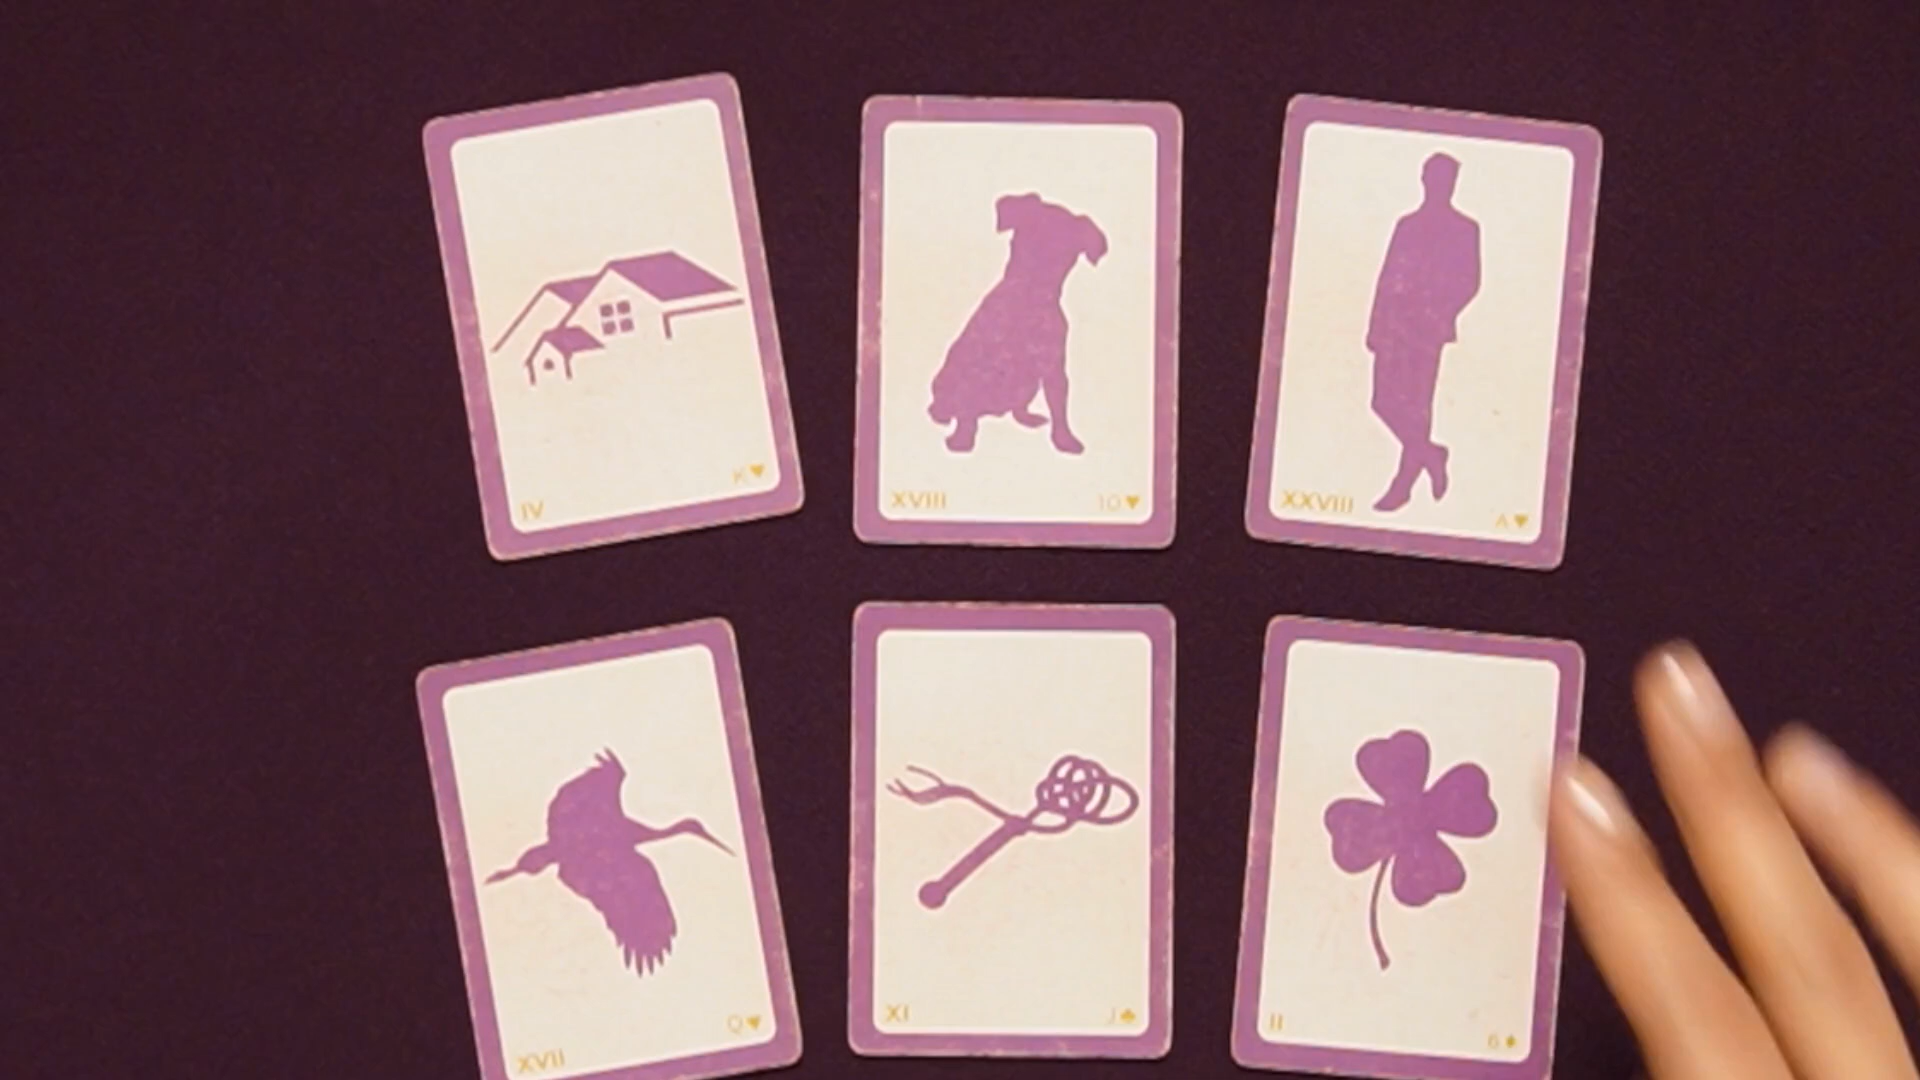 IV K♥
XVIII 10♥
XXVIII A♥
XVII Q♥
XI J♣
II 6♦